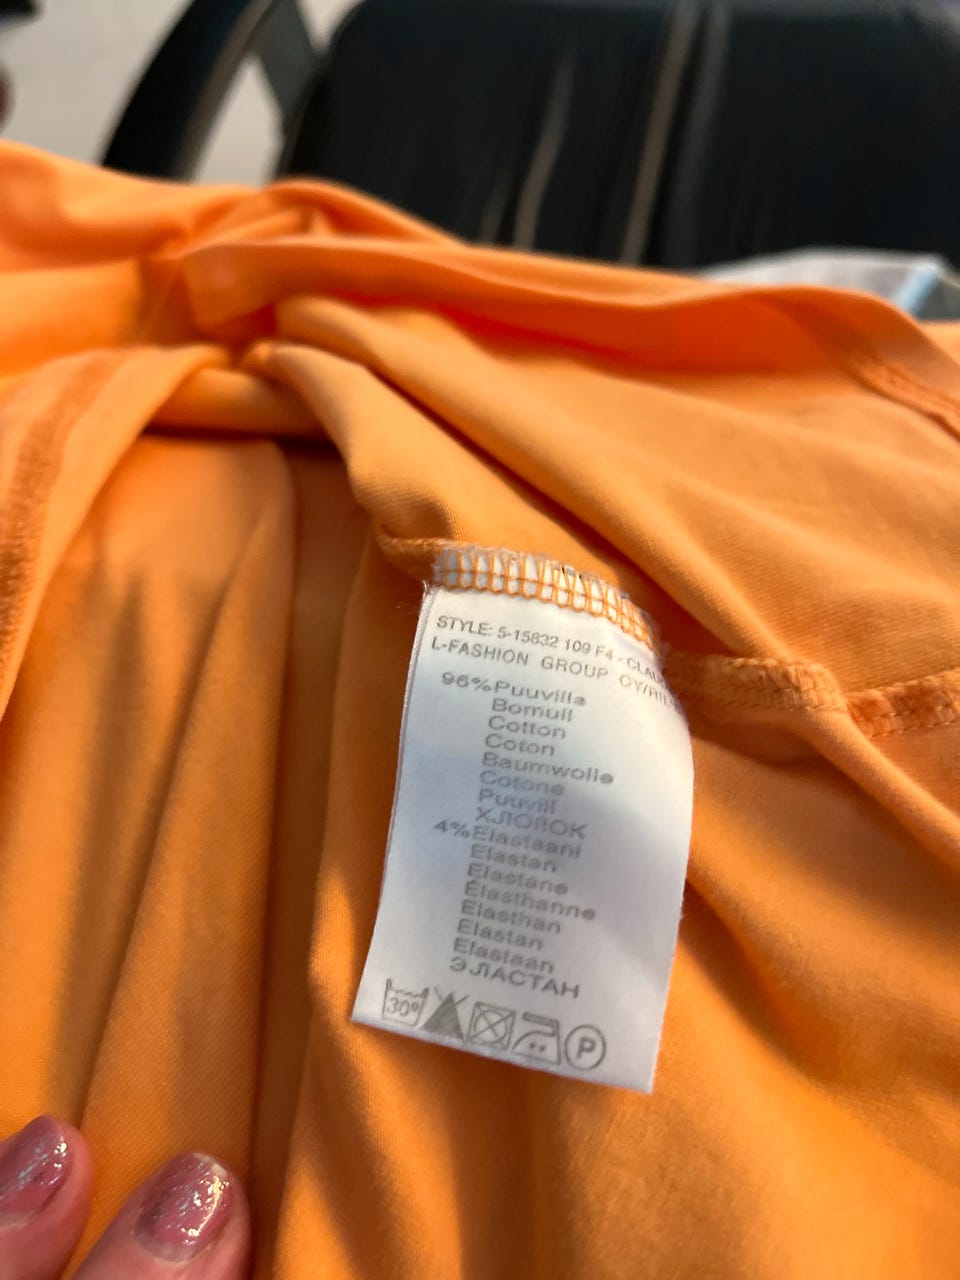 STYLE: 5-15832 109 F4 -
L-FASHION GROUP OY/
96% Puuvilla
Bomull
Cotton
Coton
Baumwolle
Cotone
Puuvill
ХЛОПОК
4% Elastaani
Elastan
Elastane
Élasthanne
Elasthan
Elastan
Elastaan
ЭЛАСТАН
30° P